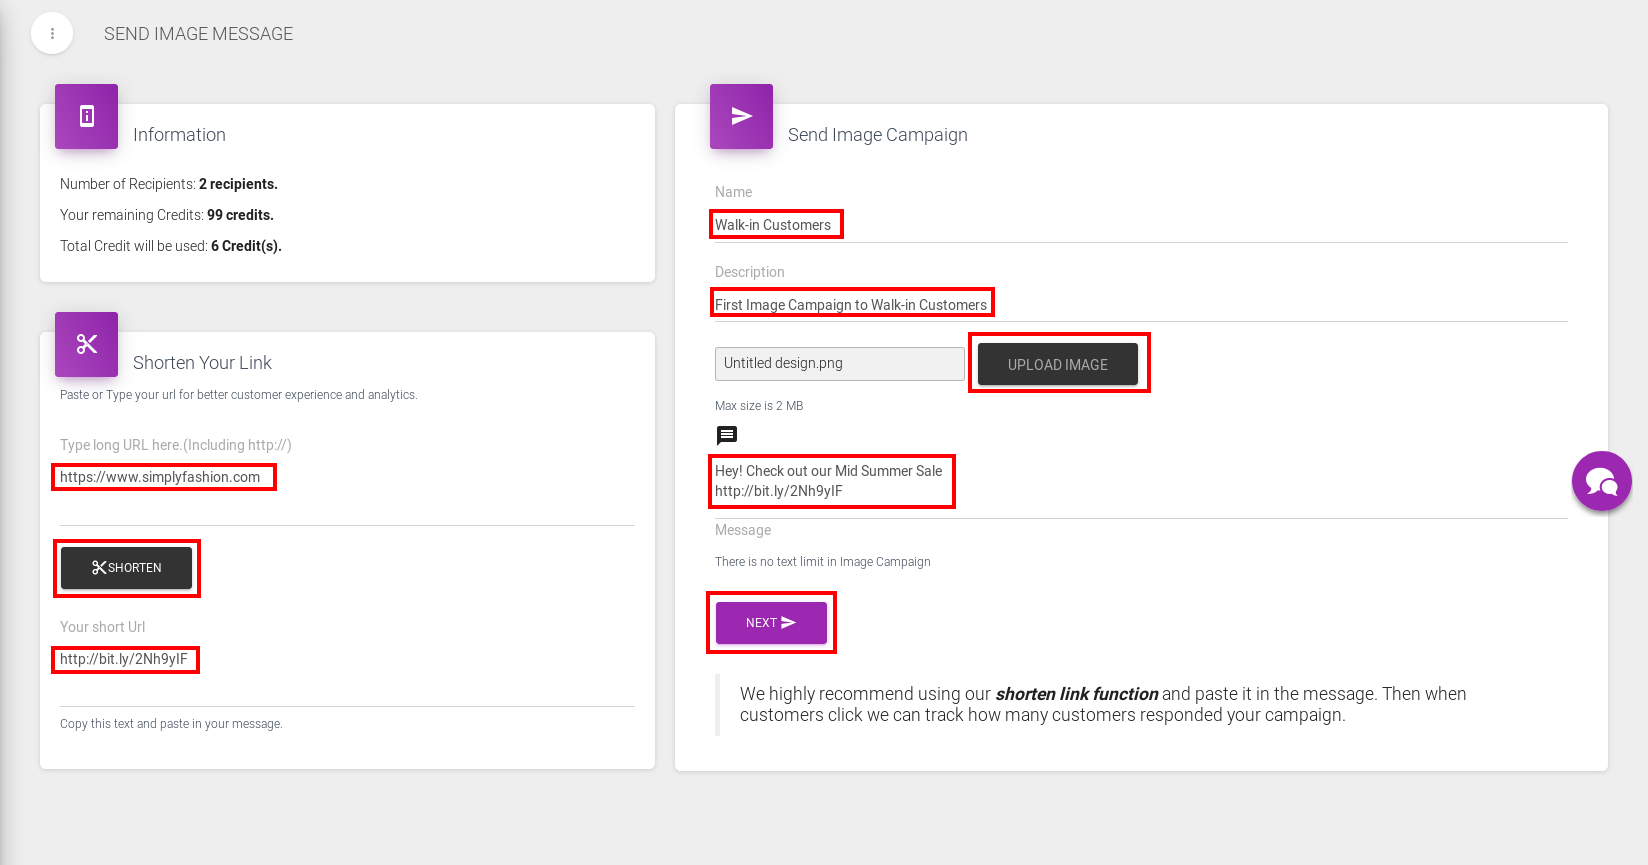 SEND IMAGE MESSAGE
Information
Number of Recipients: 2 recipients.
Your remaining Credits: 99 credits.
Total Credit will be used: 6 Credit(s).
Shorten Your Link
Paste or Type your url for better customer experience and analytics.
Type long URL here.(Including http://)
https://www.simplyfashion.com
SHORTEN
Your short Url
http://bit.ly/2Nh9yIF
Copy this text and paste in your message.
Send Image Campaign
Name
Walk-in Customers
Description
First Image Campaign to Walk-in Customers
Untitled design.png
UPLOAD IMAGE
Max size is 2 MB
Hey! Check out our Mid Summer Sale
http://bit.ly/2Nh9yIF
Message
There is no text limit in Image Campaign
NEXT
We highly recommend using our shorten link function and paste it in the message. Then when
customers click we can track how many customers responded your campaign.